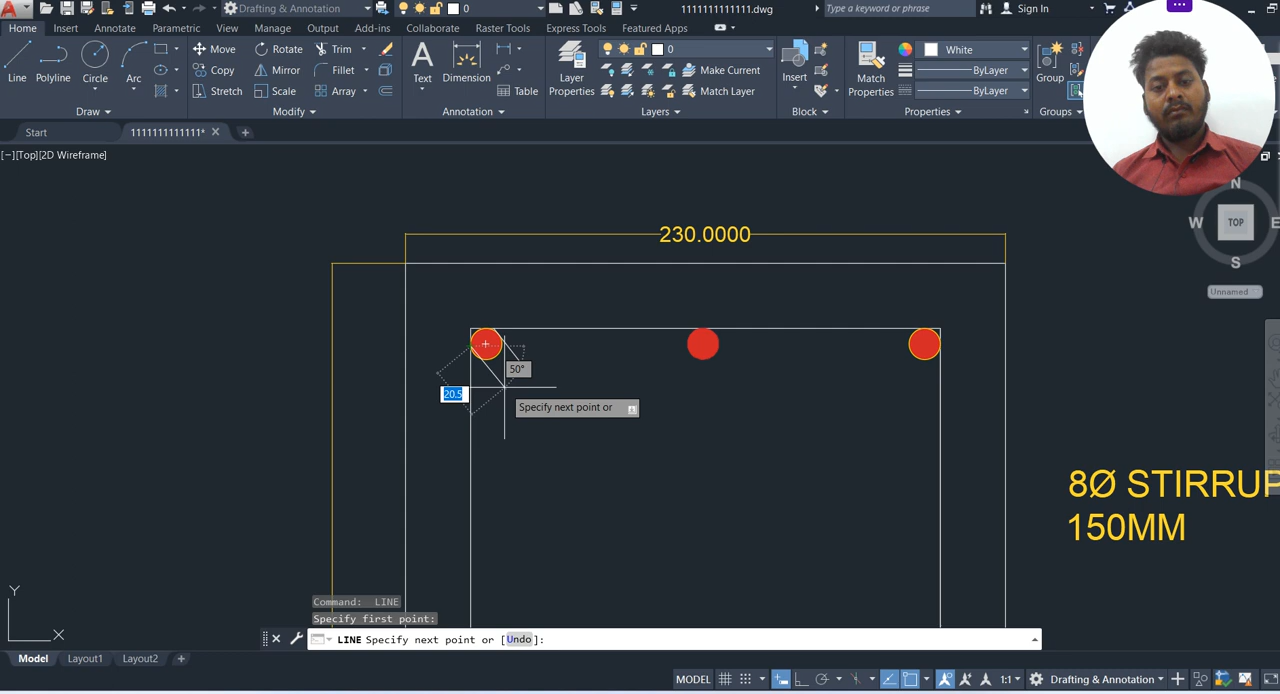 Drafting & Annotation
0
1111111111111.dwg
Type a keyword or phrase
Sign In
Home Insert Annotate Parametric View Manage Output Add-ins Collaborate Raster Tools Express Tools Featured Apps
Line Polyline Circle Arc
Move Rotate Trim
Copy Mirror Fillet
Stretch Scale Array
Text Dimension
Table
Layer Properties
0
Make Current
Match Layer
Insert
Match Properties
White
ByLayer
ByLayer
Group
Draw Modify Annotation Layers Block Properties Groups
Start 1111111111111*
[−][Top][2D Wireframe]
N
W TOP E
S
Unnamed
230.0000
50°
20.5
Specify next point or
8Ø STIRRUP
150MM
Y
X
Command: LINE
Specify first point:
LINE Specify next point or [Undo]:
Model Layout1 Layout2
MODEL 1:1 Drafting & Annotation